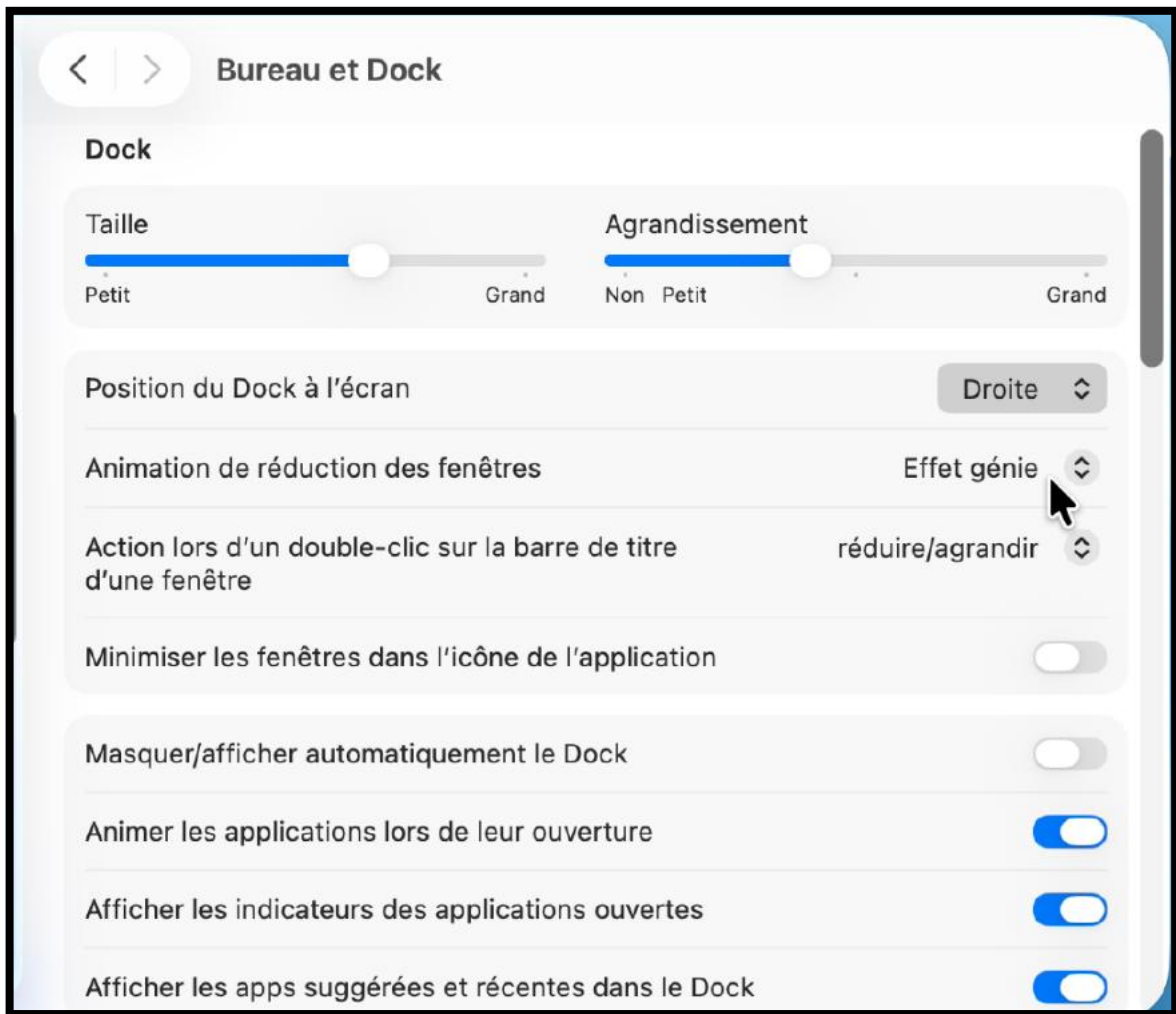 Bureau et Dock
Dock
Taille
Agrandissement
Petit
Grand
Non
Petit
Grand
Position du Dock à l'écran
Droite
Animation de réduction des fenêtres
Effet génie
Action lors d'un double-clic sur la barre de titre
d'une fenêtre
réduire/agrandir
Minimiser les fenêtres dans l'icône de l'application
Masquer/afficher automatiquement le Dock
Animer les applications lors de leur ouverture
Afficher les indicateurs des applications ouvertes
Afficher les apps suggérées et récentes dans le Dock